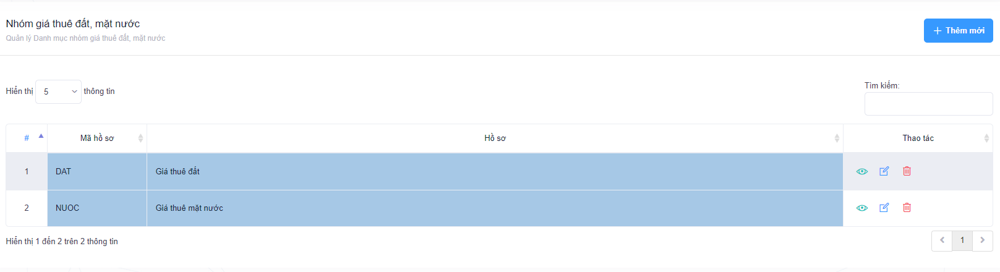 Nhóm giá thuê đất, mặt nước
Quản lý Danh mục nhóm giá thuê đất, mặt nước
Thêm mới
Hiển thị 5 thông tin
Tìm kiếm:
# Mã hồ sơ Hồ sơ Thao tác
1 DAT Giá thuê đất
2 NUOC Giá thuê mặt nước
Hiển thị 1 đến 2 trên 2 thông tin
1